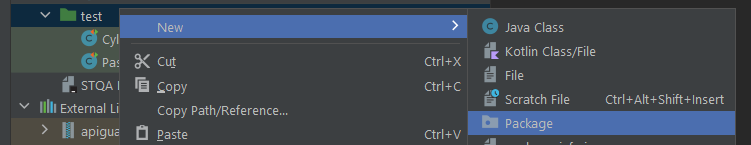 test
New
Java Class
Cyl
Kotlin Class/File
Cut Ctrl+X
Pas
File
STQA
Copy Ctrl+C
Scratch File Ctrl+Alt+Shift+Insert
External Li
Copy Path/Reference...
Package
apigua
Paste Ctrl+V